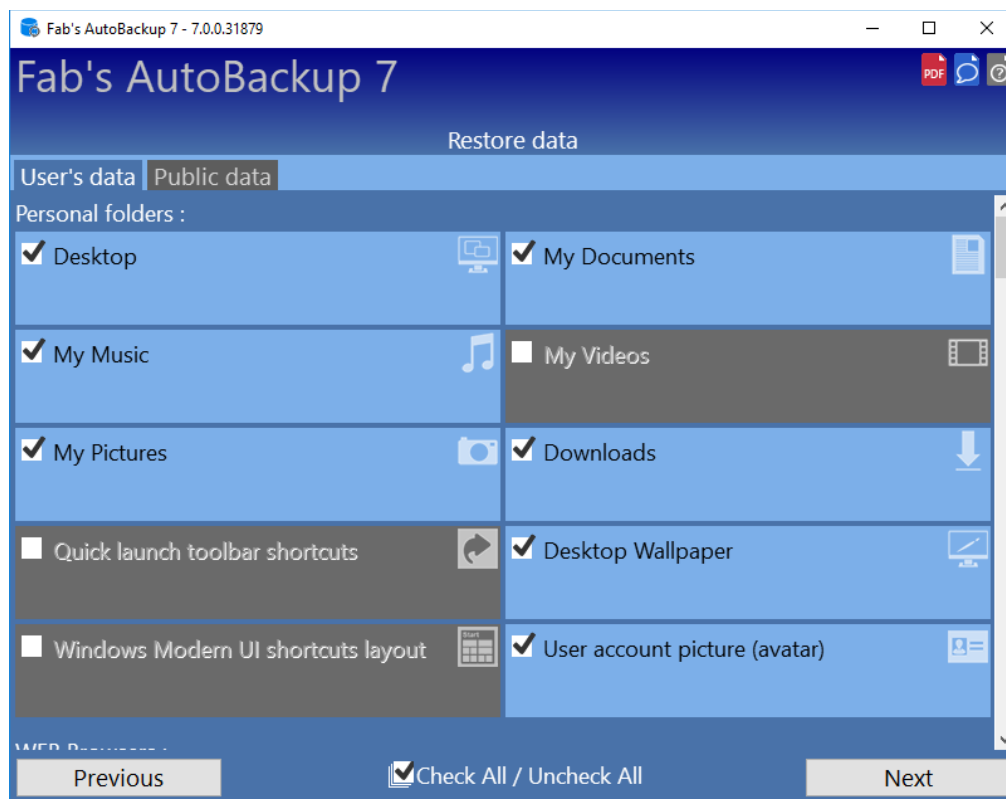 Fab's AutoBackup 7 - 7.0.0.31879
Fab's AutoBackup 7
PDF
?
Restore data
User's data Public data
Personal folders :
Desktop
My Documents
My Music
My Videos
My Pictures
Downloads
Quick launch toolbar shortcuts
Desktop Wallpaper
Windows Modern UI shortcuts layout
Start
User account picture (avatar)
WEB Browsers :
Previous
Check All / Uncheck All
Next